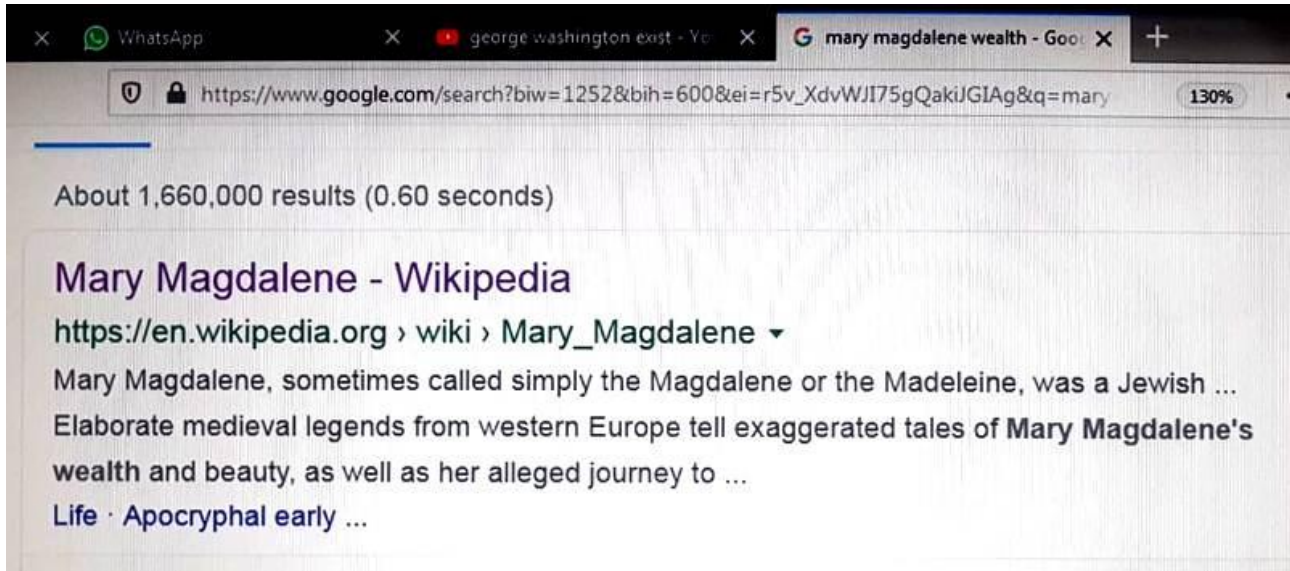 WhatsApp george washington exist - Yo mary magdalene wealth - Goo
https://www.google.com/search?biw=1252&bih=600&ei=r5v_XdvWJI75gQakiJGIAg&q=mary 130%
About 1,660,000 results (0.60 seconds)
Mary Magdalene - Wikipedia
https://en.wikipedia.org › wiki › Mary_Magdalene
Mary Magdalene, sometimes called simply the Magdalene or the Madeleine, was a Jewish ...
Elaborate medieval legends from western Europe tell exaggerated tales of Mary Magdalene's
wealth and beauty, as well as her alleged journey to ...
Life · Apocryphal early ...